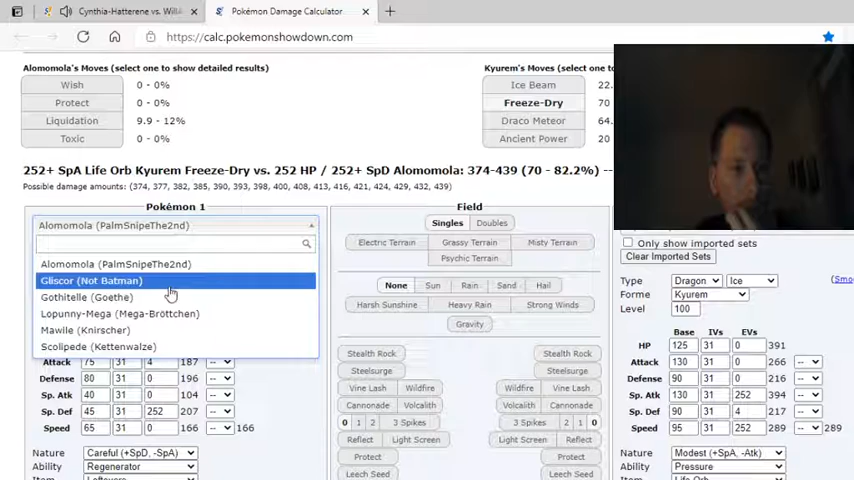 Cynthia-Hatterene vs. Will
Pokémon Damage Calculator
https://calc.pokemonshowdown.com
Alomomola's Moves (select one to show detailed results)
Wish 0 - 0%
Protect 0 - 0%
Liquidation 9.9 - 12%
Toxic 0 - 0%
Kyurem's Moves (select one to
Ice Beam 22.
Freeze-Dry 70
Draco Meteor 64.
Ancient Power 20
252+ SpA Life Orb Kyurem Freeze-Dry vs. 252 HP / 252+ SpD Alomomola: 374-439 (70 - 82.2%) --
Possible damage amounts: (374, 377, 382, 385, 390, 393, 398, 400, 408, 413, 416, 421, 424, 429, 432, 439)
Pokémon 1
Alomomola (PalmSnipeThe2nd)
Alomomola (PalmSnipeThe2nd)
Gliscor (Not Batman)
Gothitelle (Goethe)
Lopunny-Mega (Mega-Bröttchen)
Mawile (Knirscher)
Scolipede (Kettenwalze)
Attack 75 31 4 187 --
Defense 80 31 0 196 --
Sp. Atk 40 31 0 104 --
Sp. Def 45 31 252 207 --
Speed 65 31 0 166 -- 166
Nature Careful (+SpD, -SpA)
Ability Regenerator
Item Leftovers
Field
Singles Doubles
Electric Terrain Grassy Terrain Misty Terrain
Psychic Terrain
None Sun Rain Sand Hail
Harsh Sunshine Heavy Rain Strong Winds
Gravity
Stealth Rock Stealth Rock
Steelsurge Steelsurge
Vine Lash Wildfire Wildfire Vine Lash
Cannonade Volcalith Volcalith Cannonade
0 1 2 3 Spikes 3 Spikes 2 1 0
Reflect Light Screen Light Screen Reflect
Protect Protect
Leech Seed Leech Seed
Only show imported sets
Clear Imported Sets
Type Dragon Ice (Smo
Forme Kyurem
Level 100
Base IVs EVs
HP 125 31 0 391
Attack 130 31 0 266 --
Defense 90 31 0 216 --
Sp. Atk 130 31 252 394 --
Sp. Def 90 31 4 217 --
Speed 95 31 252 289 -- 289
Nature Modest (+SpA, -Atk)
Ability Pressure
Item Life Orb